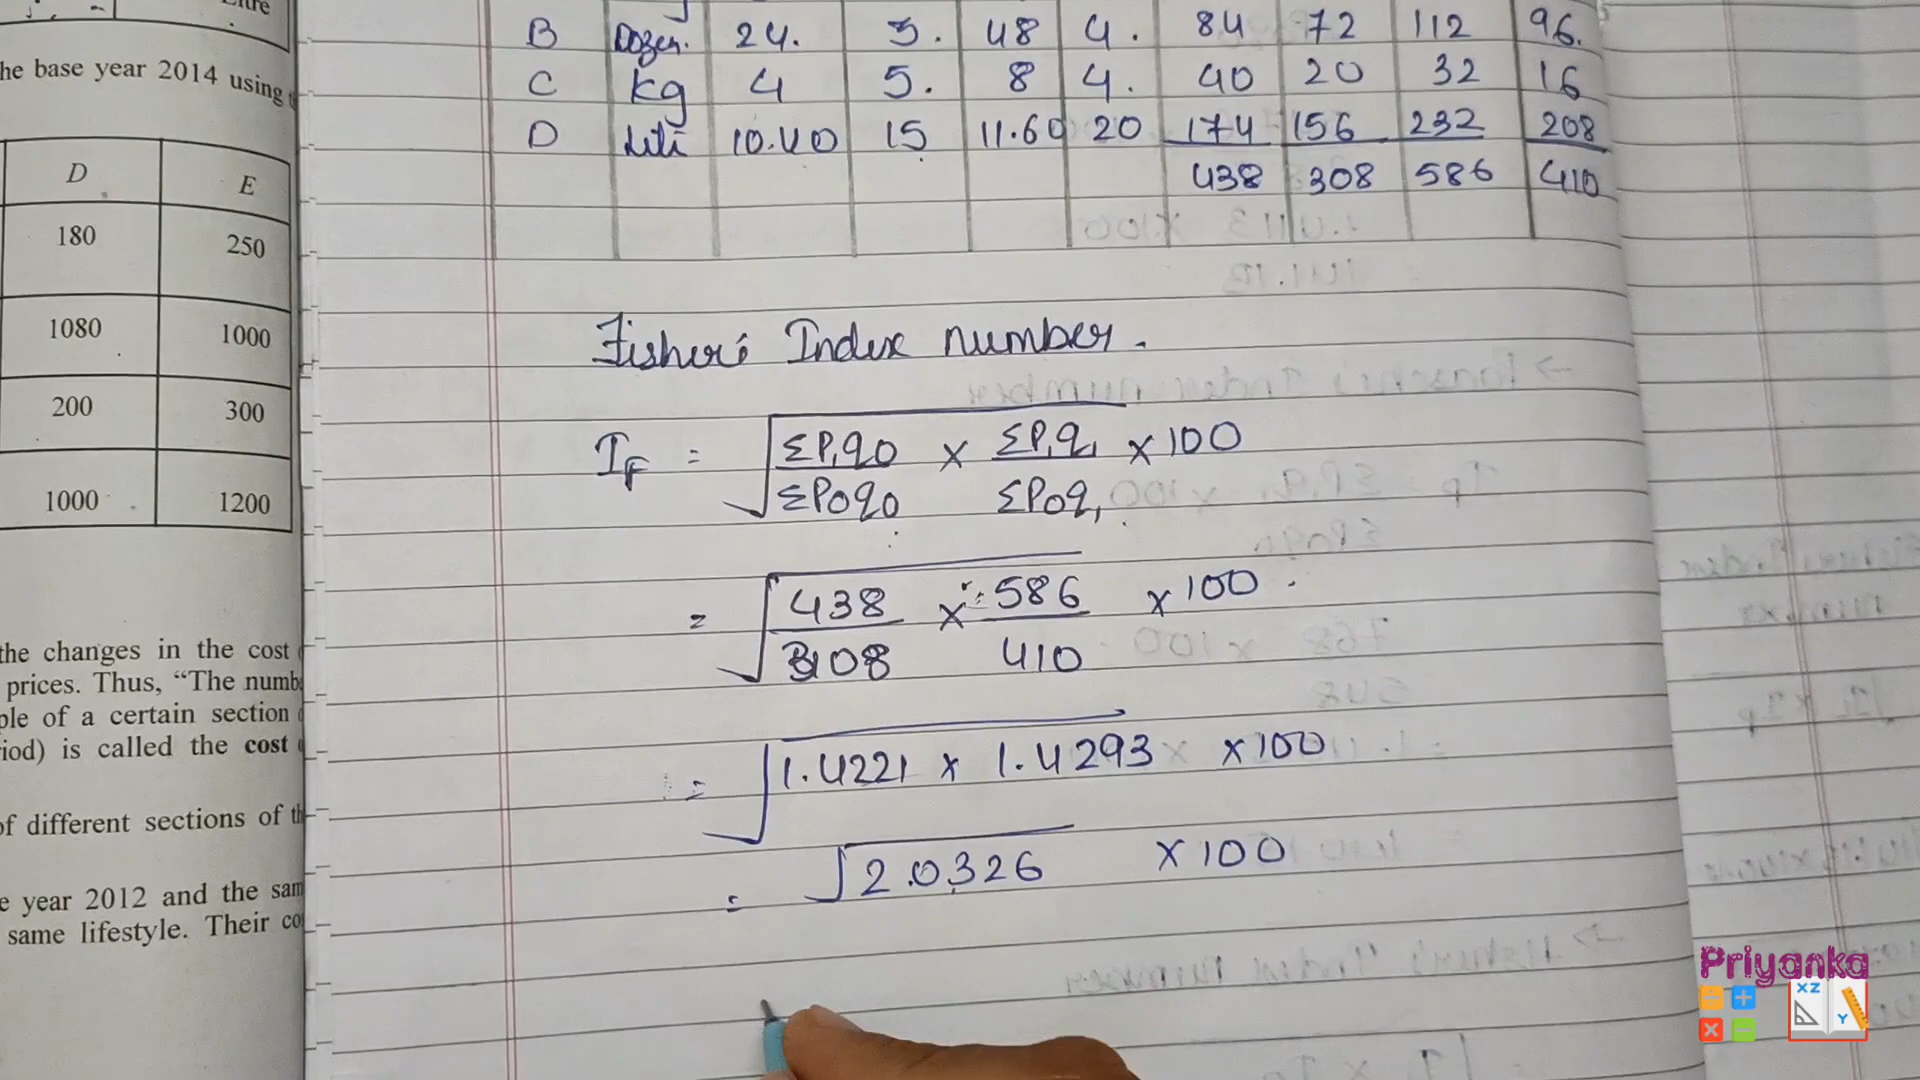 Litre
B Dozen. 24. 3. 48 4. 84 72 112 96.
he base year 2014 using
C kg 4 5. 8 4. 40 20 32 16
D Liti 10.40 15 11.60 20 174 156 232 208
438 308 586 410
D E
180 250
1080 1000
200 300
1000 1200
Fisher's Index number.
IF = √ΣP1q0/ΣP0q0 × ΣP1q1/ΣP0q1 × 100
= √438/308 × 586/410 × 100.
= √1.4221 × 1.4293 × 100
= √2.0326 × 100
the changes in the cost
prices. Thus, “The numbe
ple of a certain section
iod) is called the cost
of different sections of th
e year 2012 and the sam
same lifestyle. Their co
Priyanka
XZ
Y